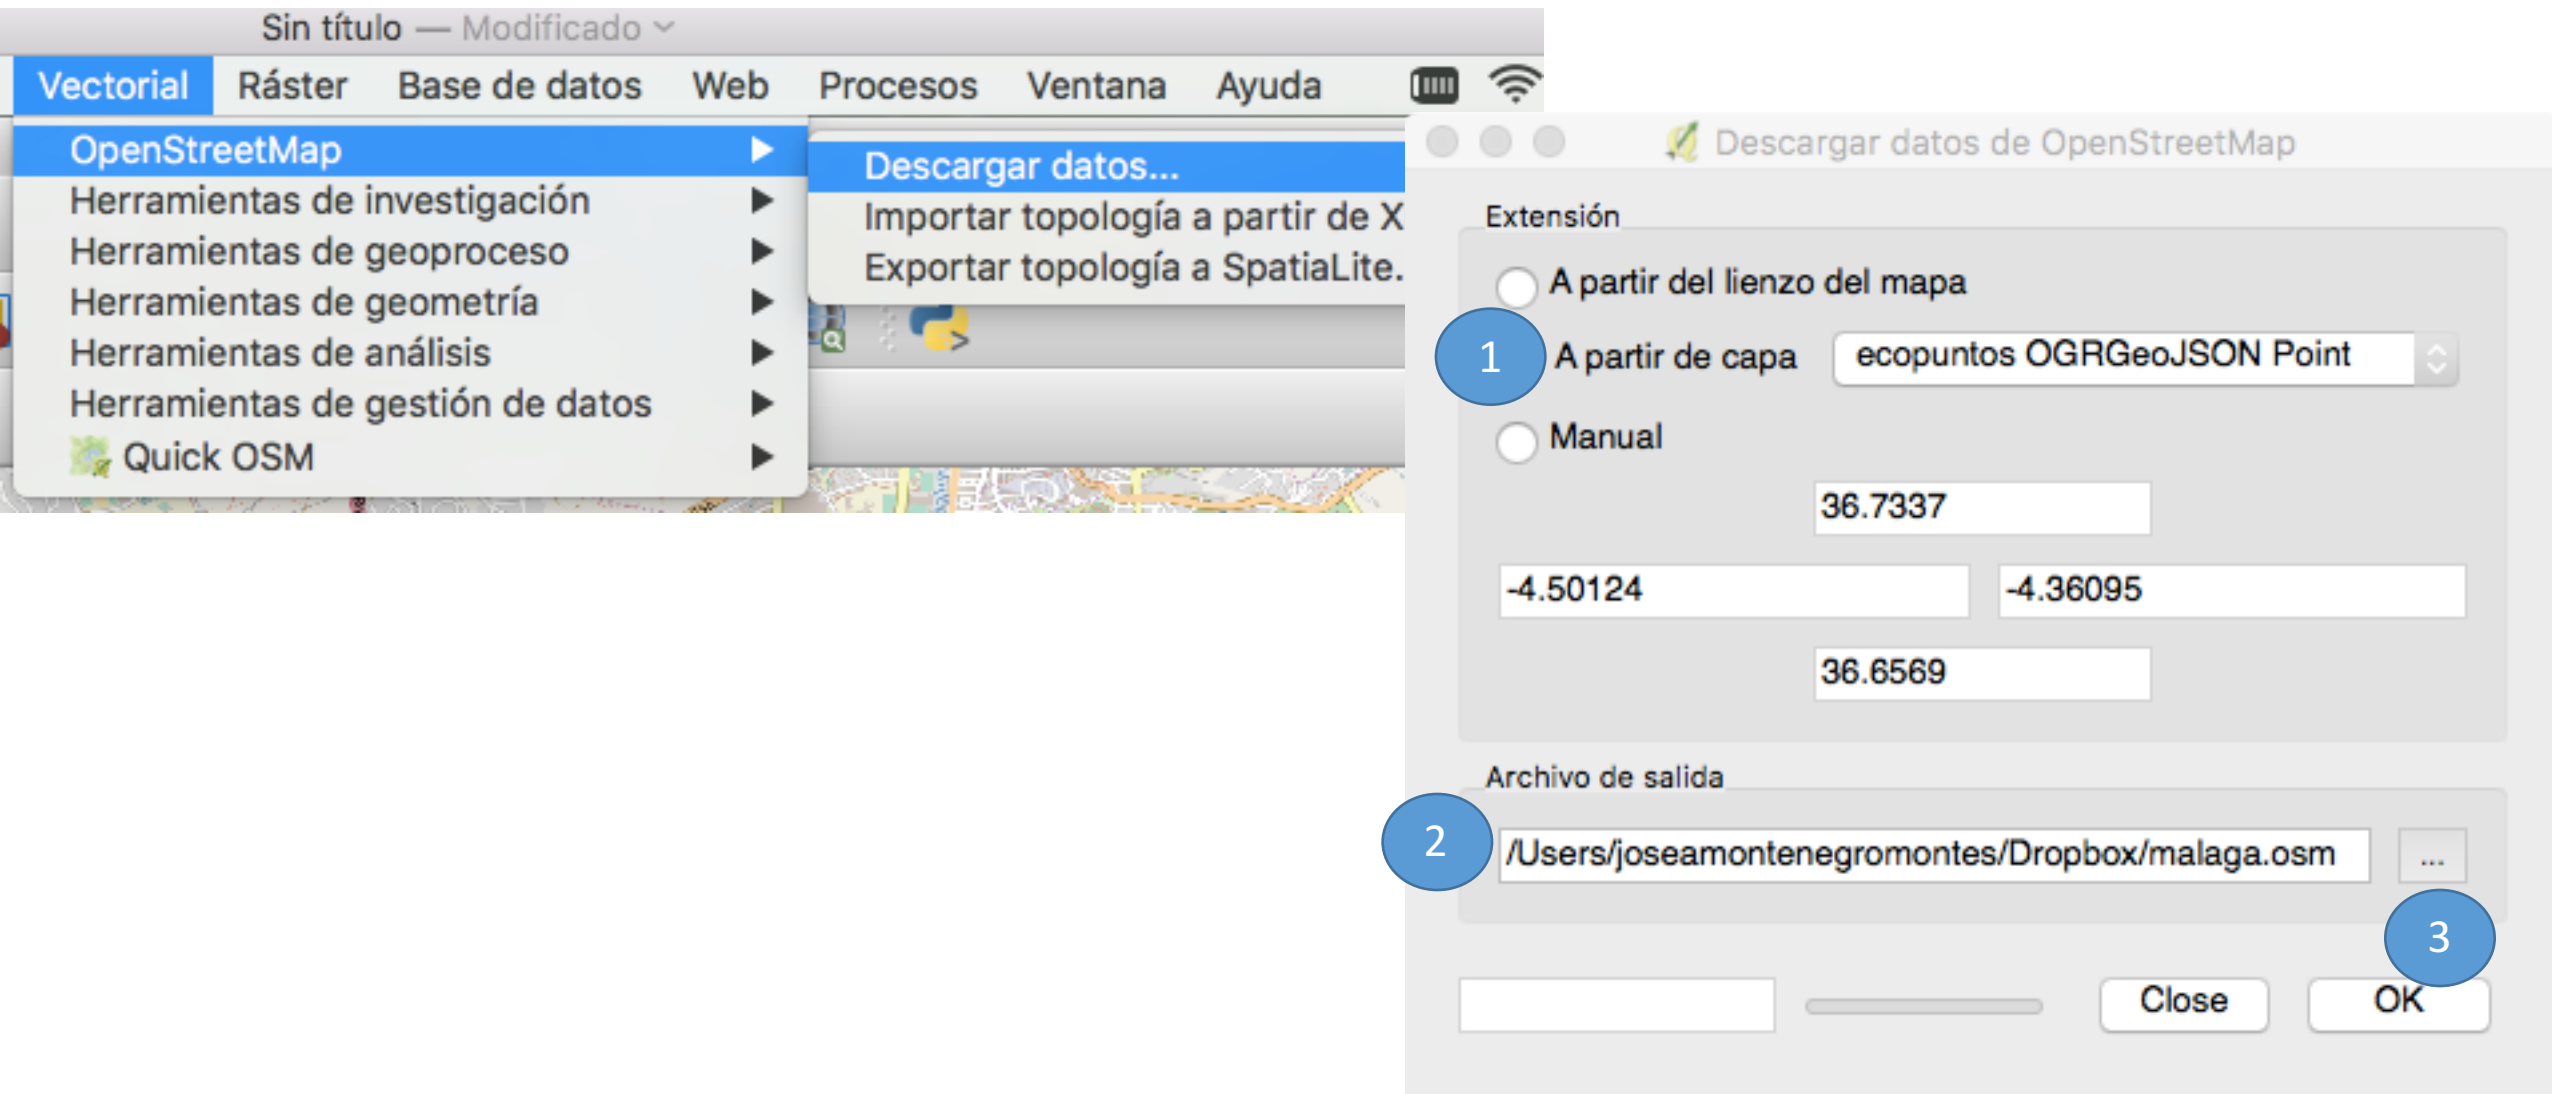 Sin título — Modificado
Vectorial Ráster Base de datos Web Procesos Ventana Ayuda
OpenStreetMap
Herramientas de investigación
Herramientas de geoproceso
Herramientas de geometría
Herramientas de análisis
Herramientas de gestión de datos
Quick OSM
Descargar datos...
Importar topología a partir de X
Exportar topología a SpatiaLite.
Descargar datos de OpenStreetMap
Extensión
A partir del lienzo del mapa
1 A partir de capa ecopuntos OGRGeoJSON Point
Manual
36.7337
-4.50124 -4.36095
36.6569
Archivo de salida
2 /Users/joseamontenegromontes/Dropbox/malaga.osm ...
3
Close OK